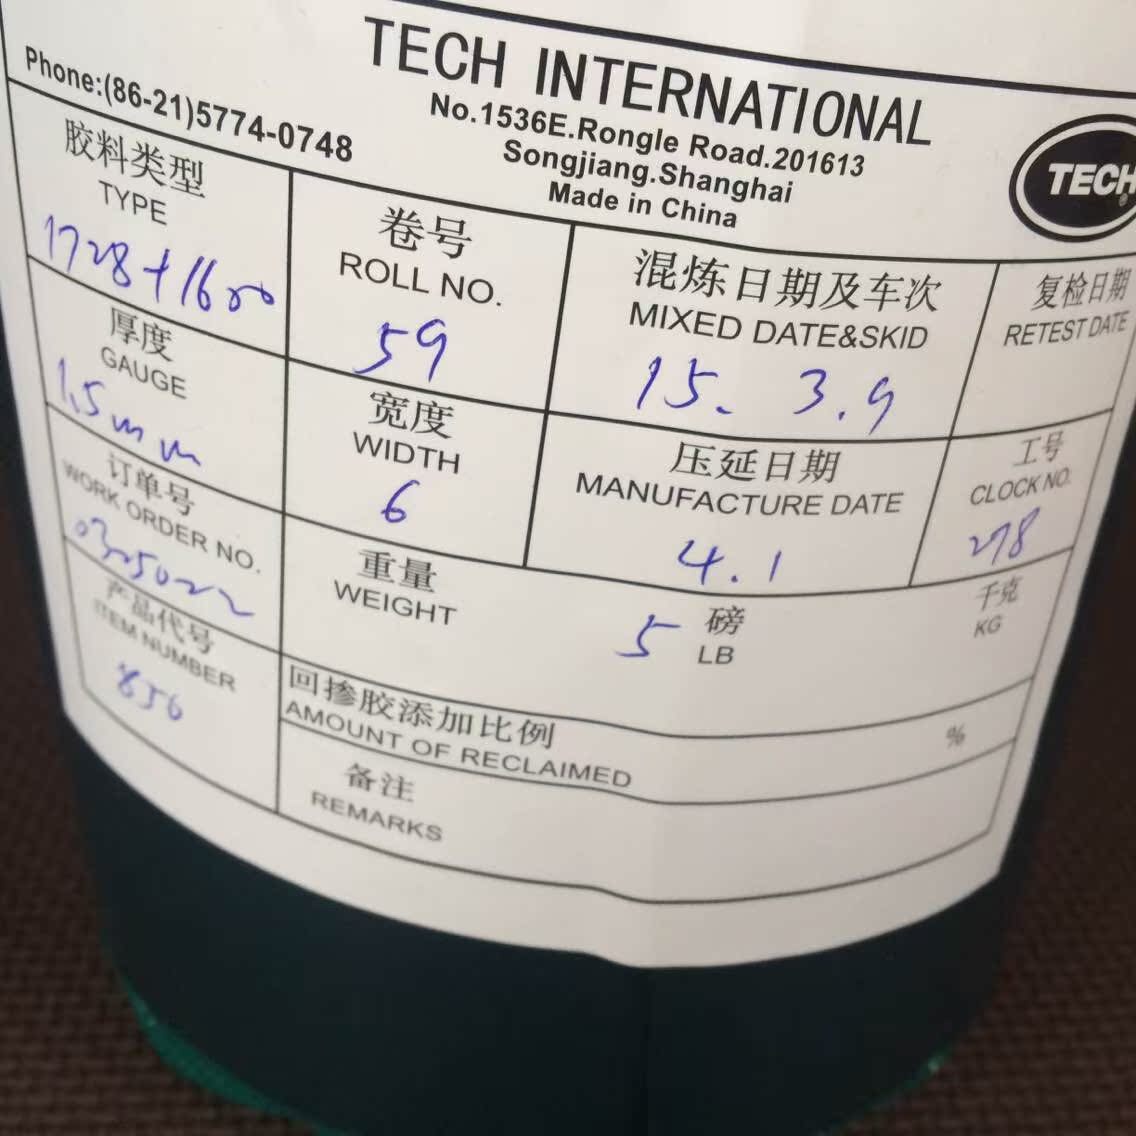 TECH INTERNATIONAL
Phone:(86-21)5774-0748
No.1536E.Rongle Road.201613
Songjiang.Shanghai
Made in China
TECH
®
胶料类型
TYPE
1728+1600
卷号
ROLL NO.
59
混炼日期及车次
MIXED DATE&SKID
15. 3.9
复检日期
RETEST DATE
厚度
GAUGE
1.5mm
宽度
WIDTH
6
压延日期
MANUFACTURE DATE
4.1
工号
CLOCK NO.
278
订单号
WORK ORDER NO.
0325022
重量
WEIGHT
5 磅
LB
千克
KG
产品代号
ITEM NUMBER
856
回掺胶添加比例
AMOUNT OF RECLAIMED
%
备注
REMARKS